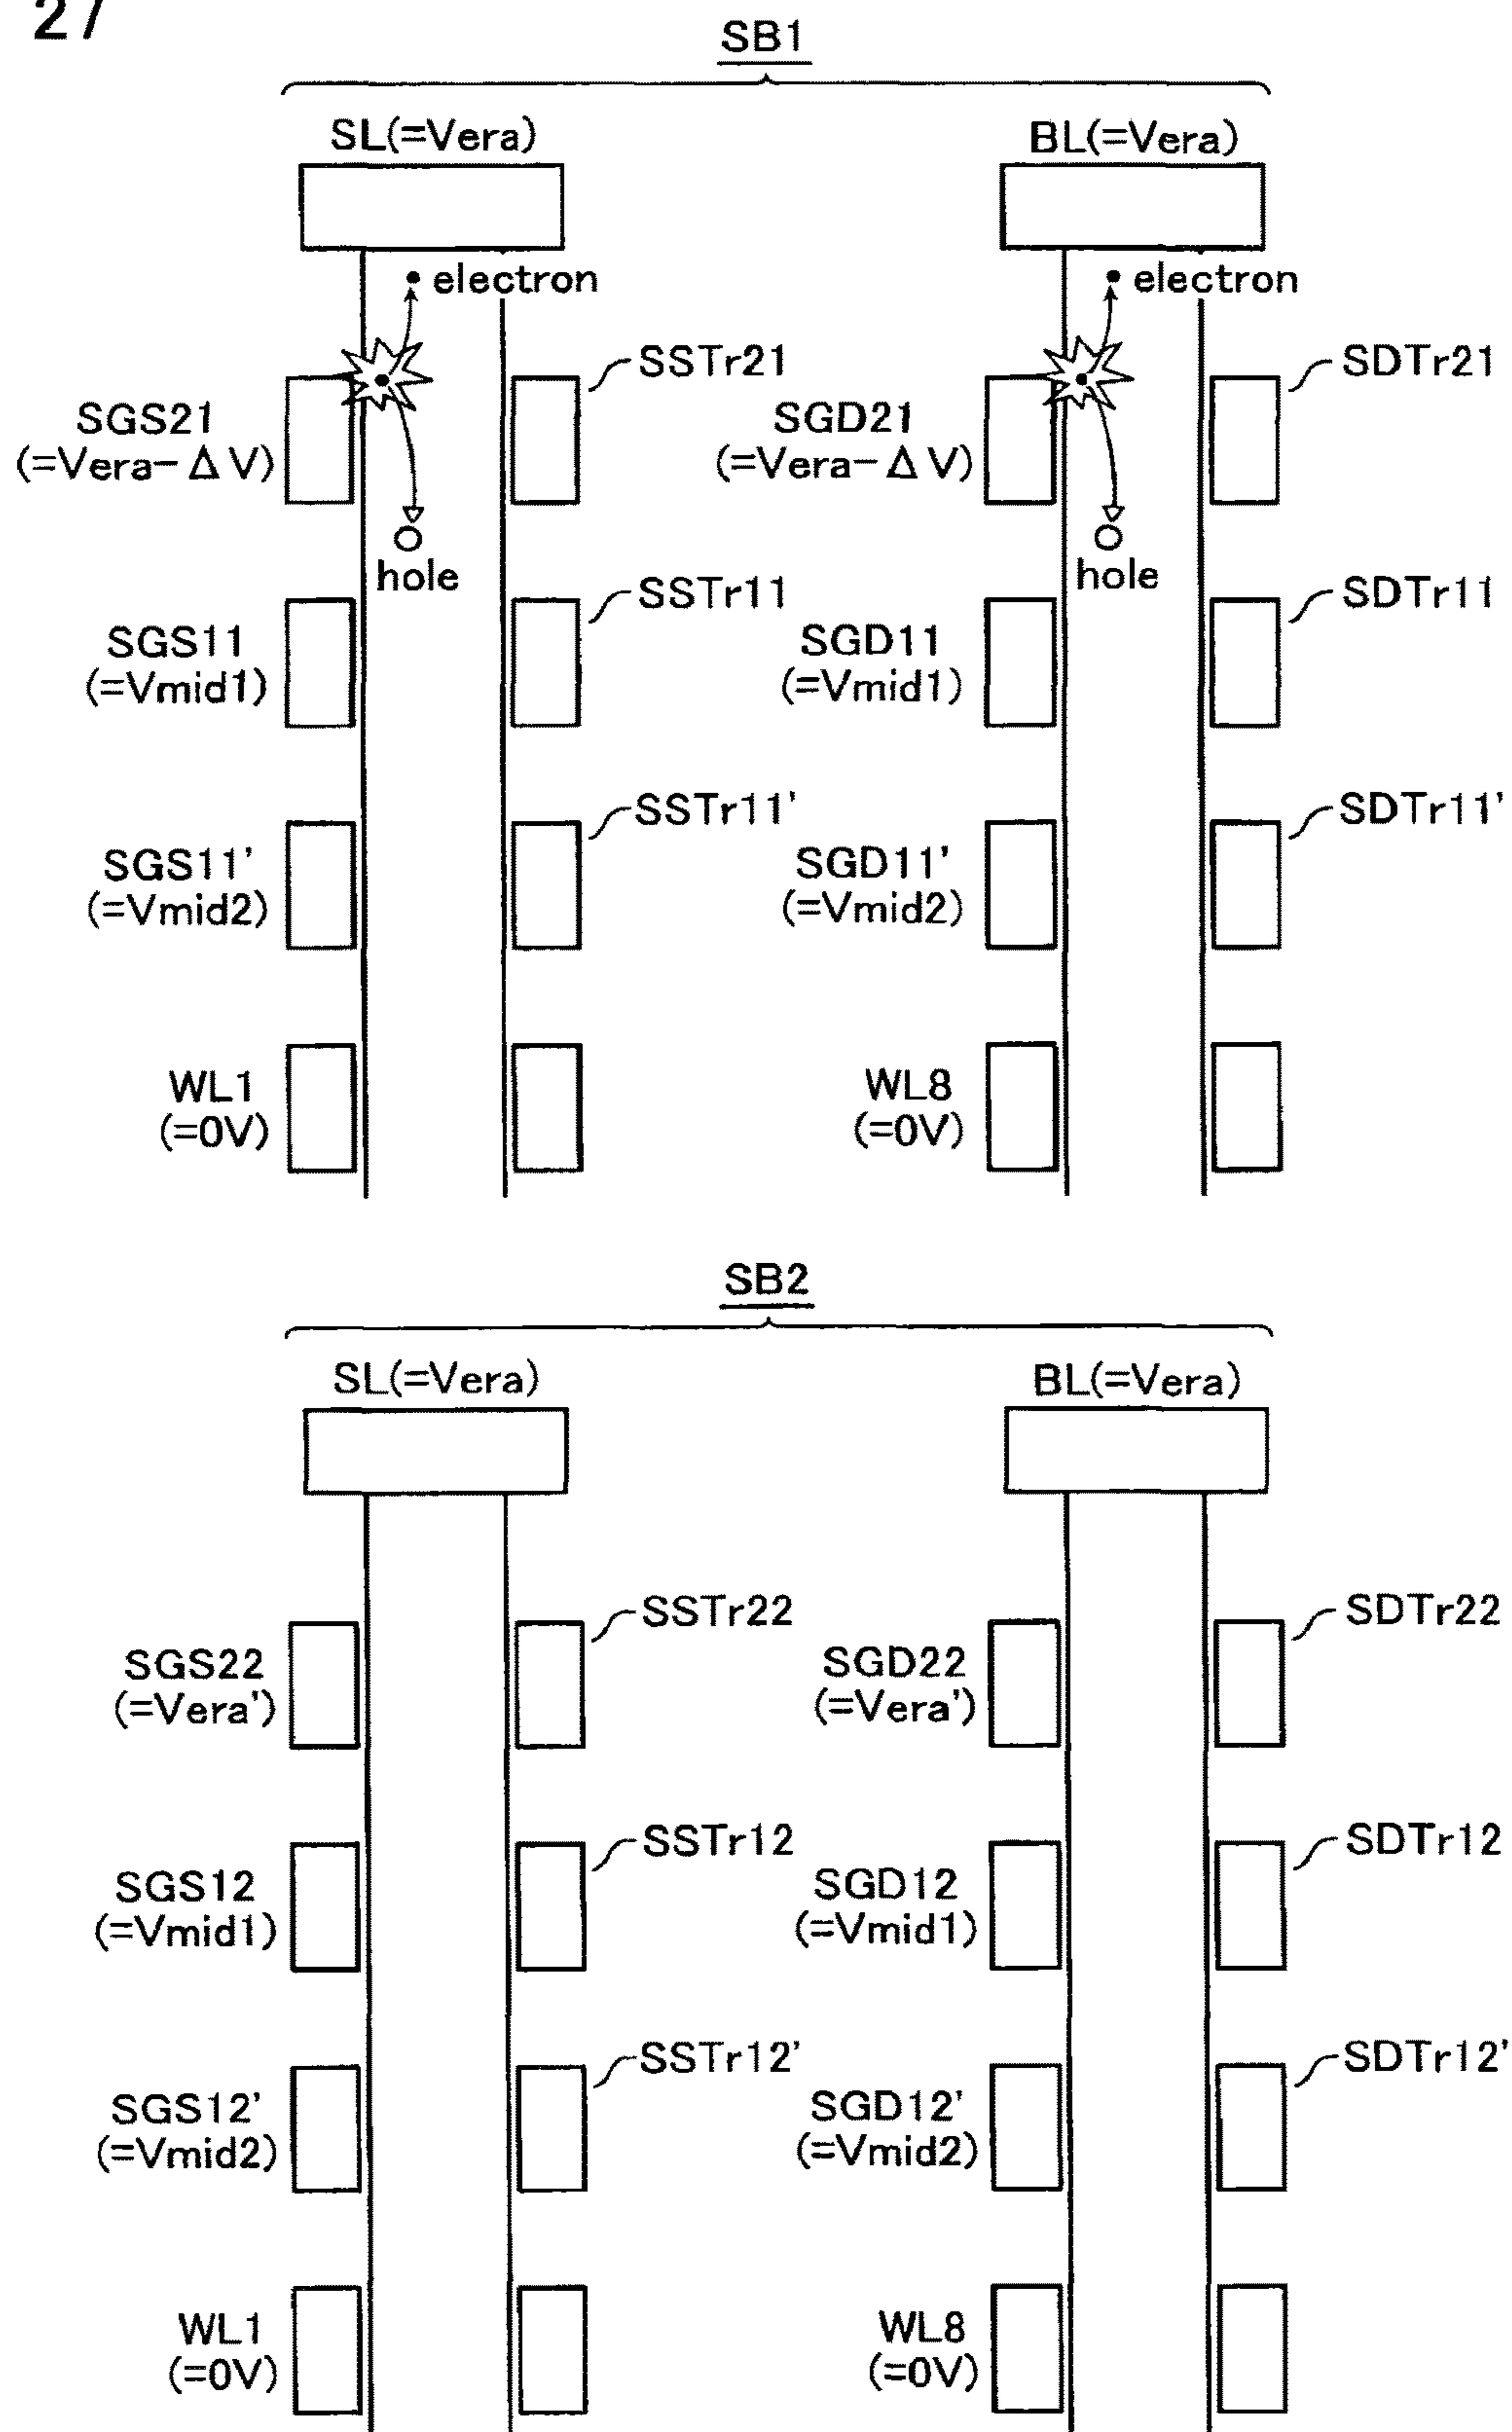 27
SB1
SL(=Vera)
BL(=Vera)
electron
electron
SSTr21
SDTr21
SGS21
(=Vera-ΔV)
SGD21
(=Vera-ΔV)
hole
hole
SSTr11
SDTr11
SGS11
(=Vmid1)
SGD11
(=Vmid1)
SSTr11'
SDTr11'
SGS11'
(=Vmid2)
SGD11'
(=Vmid2)
WL1
(=0V)
WL8
(=0V)
SB2
SL(=Vera)
BL(=Vera)
SSTr22
SDTr22
SGS22
(=Vera')
SGD22
(=Vera')
SSTr12
SDTr12
SGS12
(=Vmid1)
SGD12
(=Vmid1)
SSTr12'
SDTr12'
SGS12'
(=Vmid2)
SGD12'
(=Vmid2)
WL1
(=0V)
WL8
(=0V)